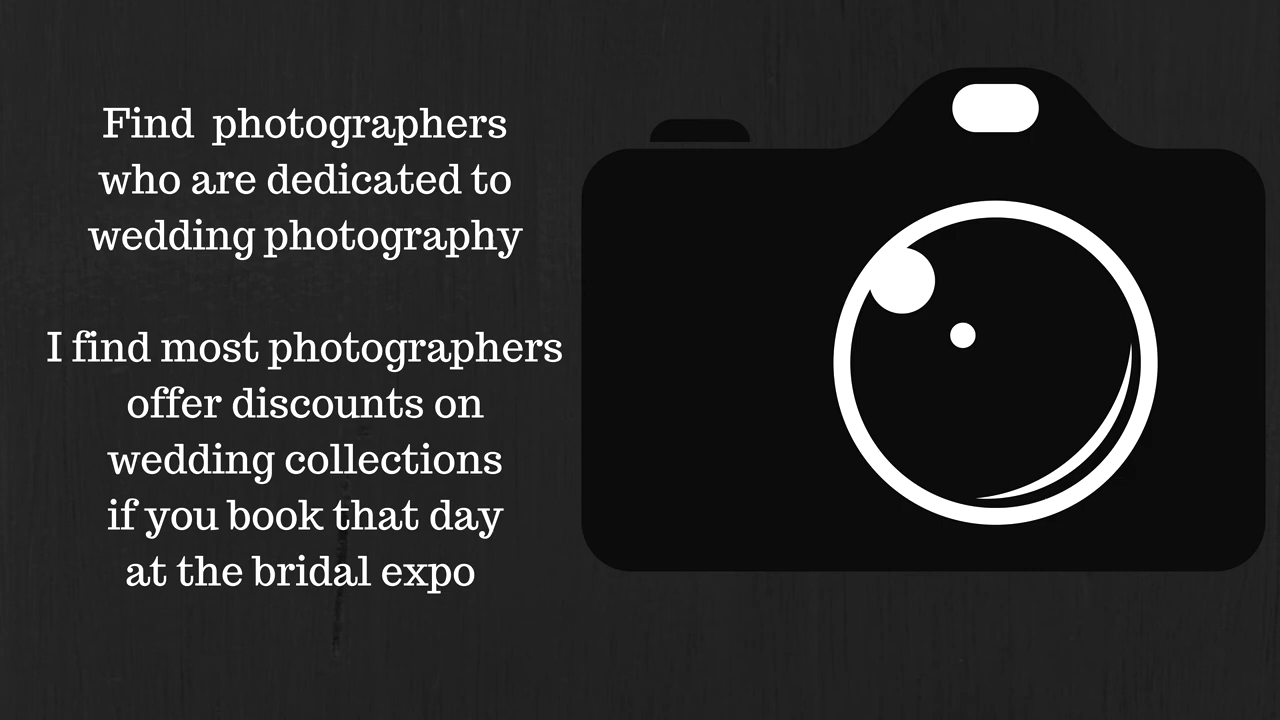 Find  photographers
who are dedicated to
wedding photography
I find most photographers
offer discounts on
wedding collections
if you book that day
at the bridal expo